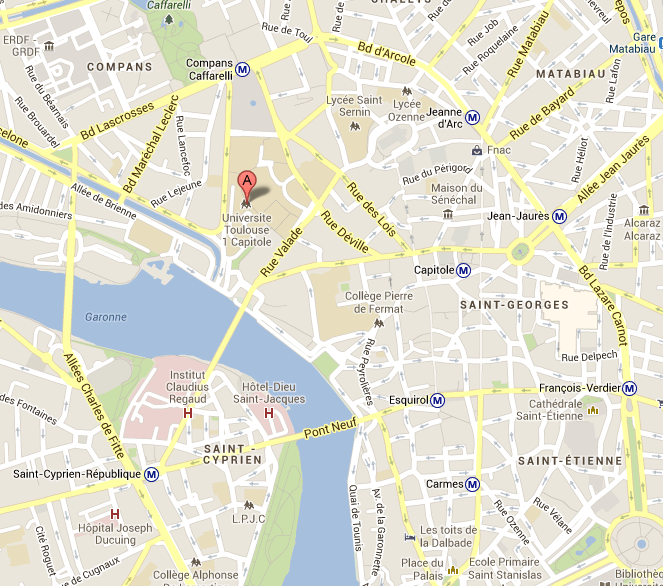 Caffarelli
ERDF -
GRDF
COMPANS
Compans
Caffarelli
M
Rue de Toul
Bd d'Arcole
Rue Job
Rue Roquelaine
Rue Matabiau
Gare
Matabiau
MATABIAU
Rue du Béarnais
Rue Brouardel
Bd Lascrosses
Bd Maréchal Leclerc
Rue Lancefoc
Lycée Saint
Sernin
Lycée
Ozenne
Jeanne
d'Arc
M
Rue de Bayard
Rue Lafon
Rue Héliot
Fnac
Allée Jean Jaurès
Rue du Périgord
Rue Lejeune
Allée de Brienne
A
Universite
Toulouse
1 Capitole
Rue des Lois
Maison du
Sénéchal
Jean-Jaurès
M
Rue de l'Industrie
Alcaraz
Alcaraz
des Amidonniers
Rue Valade
Rue Déville
Capitole
M
Bd Lazare Carnot
Garonne
Collège Pierre
de Fermat
SAINT-GEORGES
Rue Peyrolières
Rue Delpech
Allées Charles de Fitte
Institut
Claudius
Regaud
H
Hôtel-Dieu
Saint-Jacques
H
Esquirol
M
François-Verdier
M
Cathédrale
Saint-Étienne
des Fontaines
Pont Neuf
SAINT -
CYPRIEN
Saint-Cyprien-République
M
SAINT-ÉTIENNE
Carmes
M
L.P.J.C
H
Hôpital Joseph
Ducuing
Cité Roguet
Rue de Cugnaux
Collège Alphonse
Quai de Tounis
Av. de la Garonnette
Les toits de
la Dalbade
Rue Ozenne
Rue Vélane
Place du
Palais
Ecole Primaire
Saint Stanislas